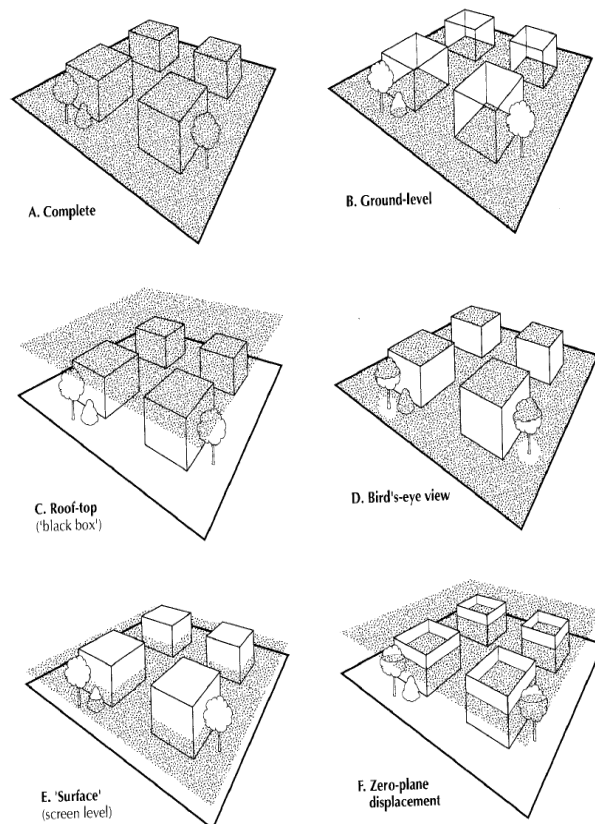 A. Complete
B. Ground-level
C. Roof-top
('black box')
D. Bird's-eye view
E. 'Surface'
(screen level)
F. Zero-plane
displacement